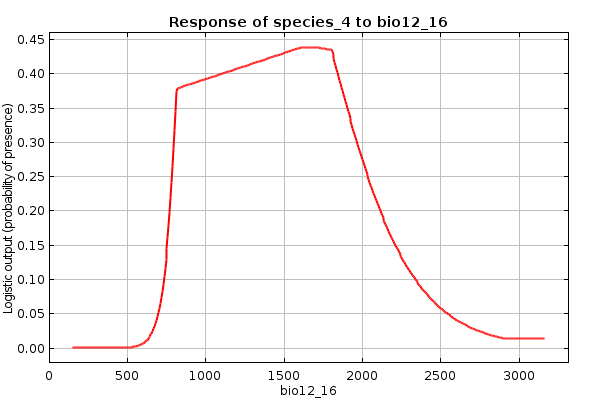 Response of species_4 to bio12_16
Logistic output (probability of presence)
0.45
0.40
0.35
0.30
0.25
0.20
0.15
0.10
0.05
0.00
0 500 1000 1500 2000 2500 3000
bio12_16